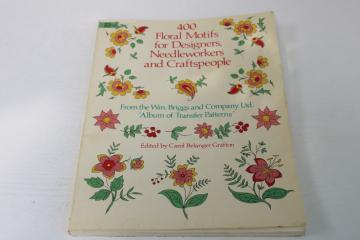 400
Floral Motifs
for Designers,
Needleworkers
and Craftspeople
From the Wm. Briggs and Company Ltd.
"Album of Transfer Patterns"
Edited by Carol Belanger Grafton